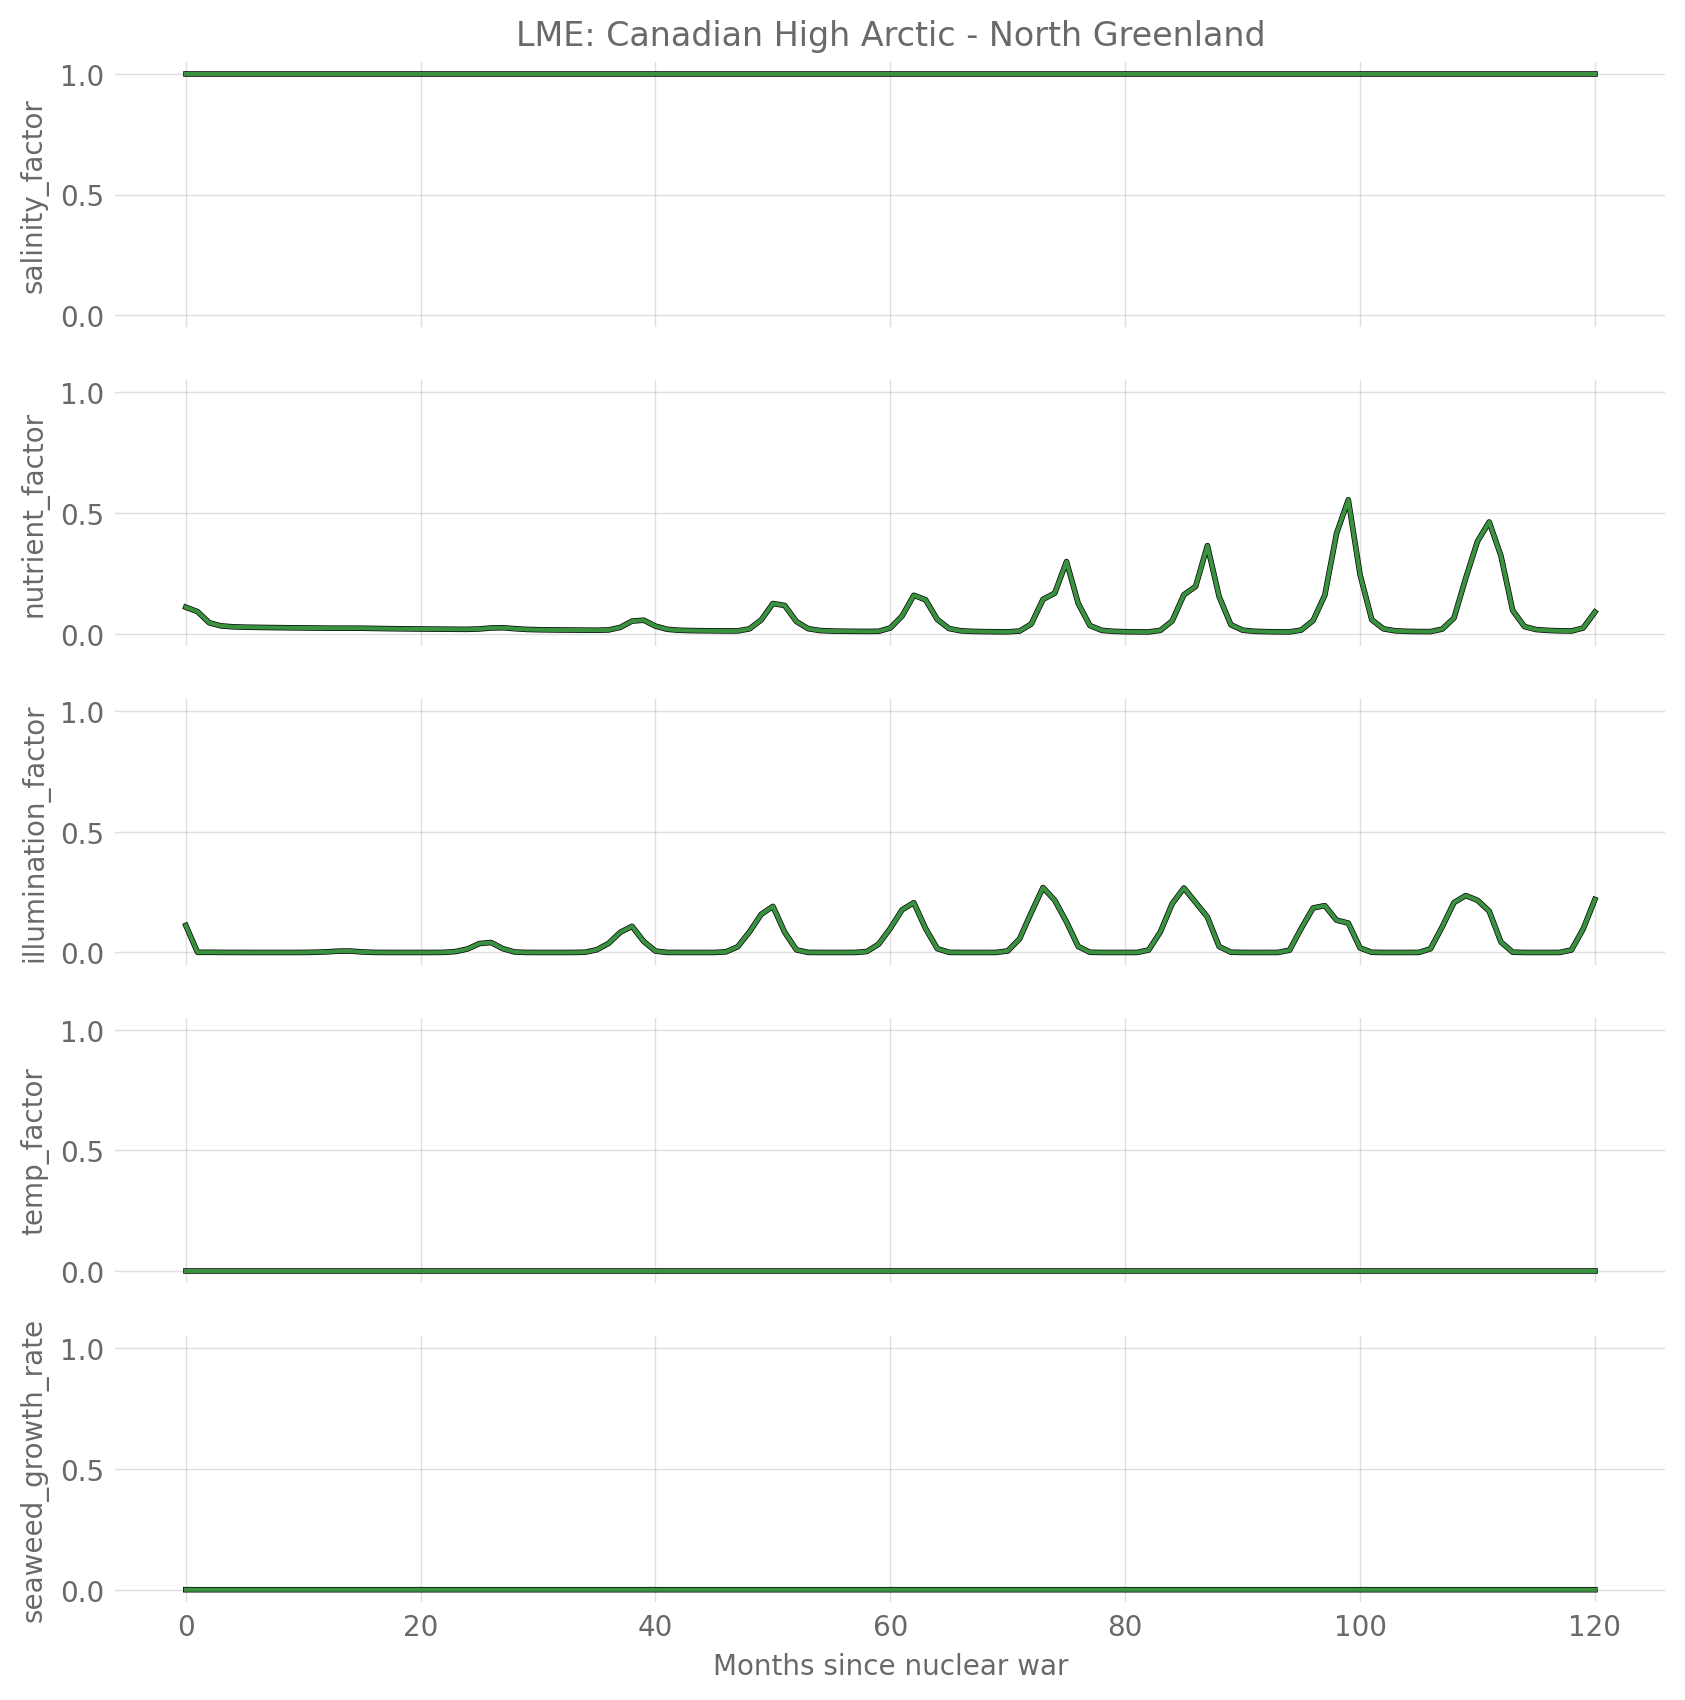 LME: Canadian High Arctic - North Greenland
1.0
0.5
0.0
salinity_factor
1.0
0.5
0.0
nutrient_factor
1.0
0.5
0.0
illumination_factor
1.0
0.5
0.0
temp_factor
1.0
0.5
0.0
seaweed_growth_rate
0 20 40 60 80 100 120
Months since nuclear war